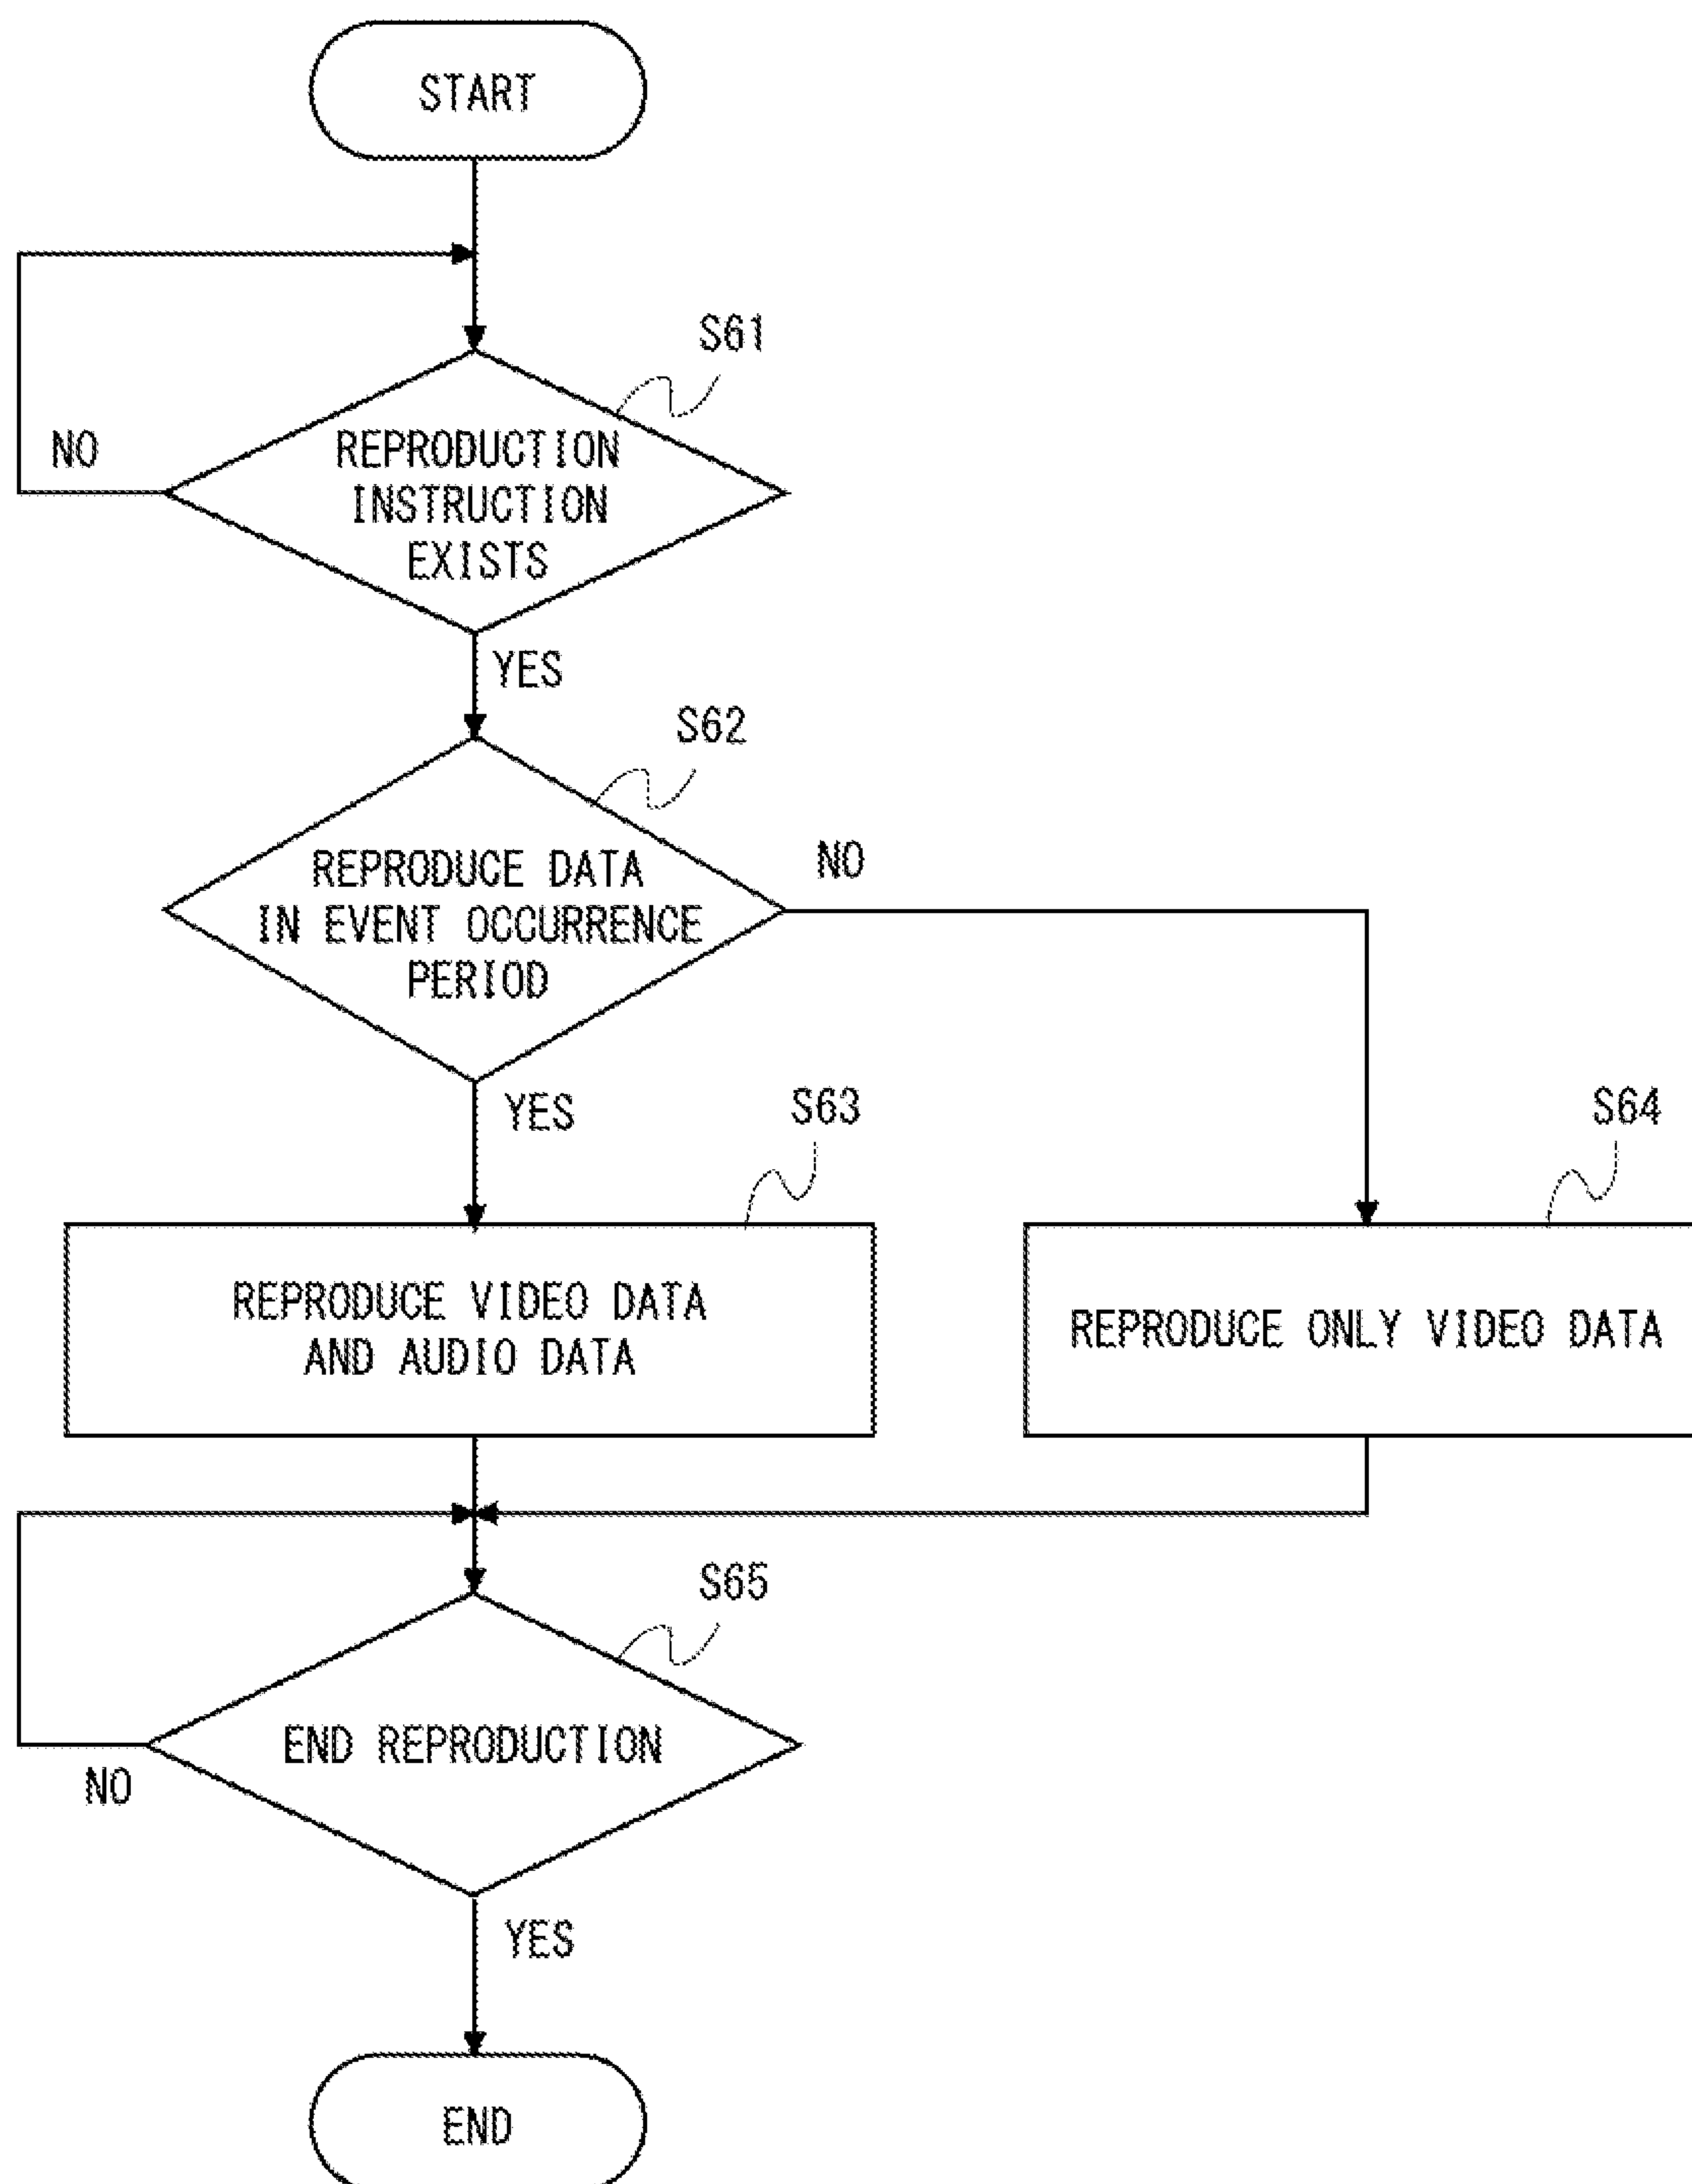 START
S61
NO
REPRODUCTION
INSTRUCTION
EXISTS
YES
S62
REPRODUCE DATA
IN EVENT OCCURRENCE
PERIOD
NO
YES
S63
S64
REPRODUCE VIDEO DATA
AND AUDIO DATA
REPRODUCE ONLY VIDEO DATA
S65
END REPRODUCTION
NO
YES
END